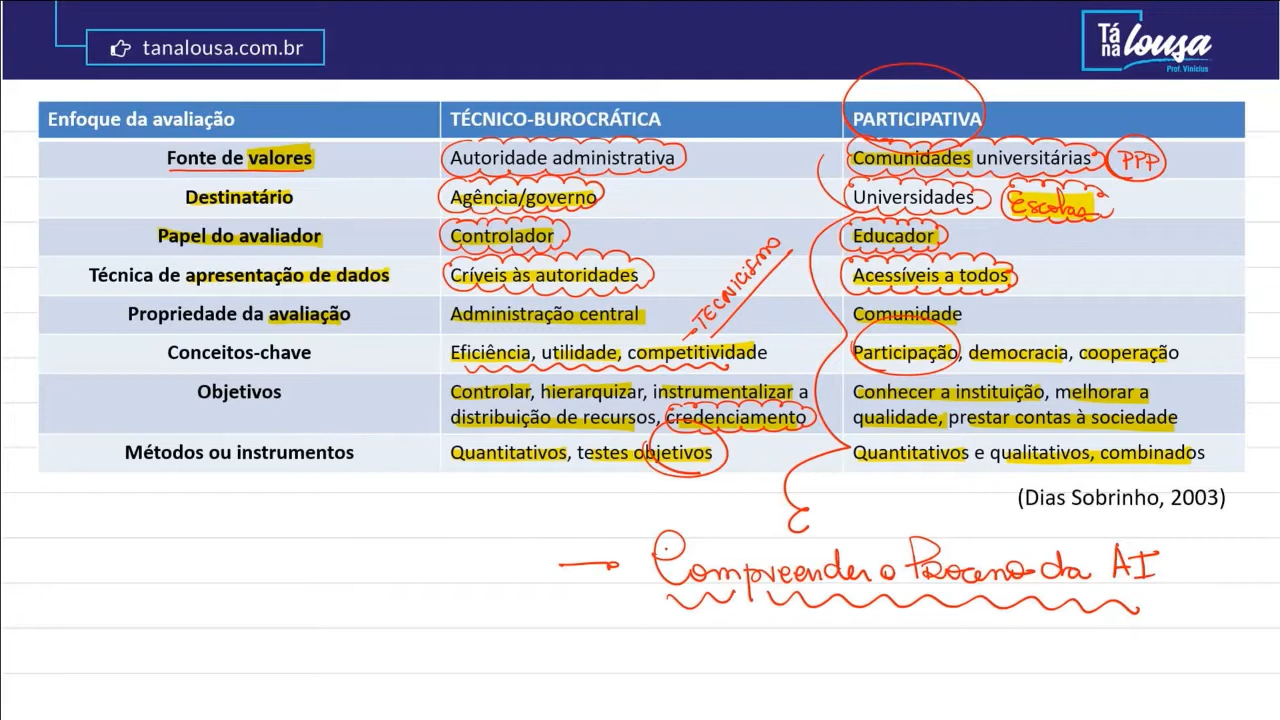 tanalousa.com.br
Tá na lousa
Prof. Vinícius
Enfoque da avaliação TÉCNICO-BUROCRÁTICA PARTICIPATIVA
Fonte de valores Autoridade administrativa Comunidades universitárias PPP
Destinatário Agência/governo Universidades Escolas
Papel do avaliador Controlador Educador
Técnica de apresentação de dados Críveis às autoridades Acessíveis a todos
TECNICISMO
Propriedade da avaliação Administração central Comunidade
Conceitos-chave Eficiência, utilidade, competitividade Participação, democracia, cooperação
Objetivos Controlar, hierarquizar, instrumentalizar a distribuição de recursos, credenciamento Conhecer a instituição, melhorar a qualidade, prestar contas à sociedade
Métodos ou instrumentos Quantitativos, testes objetivos Quantitativos e qualitativos, combinados
(Dias Sobrinho, 2003)
Compreender o Processo da AI